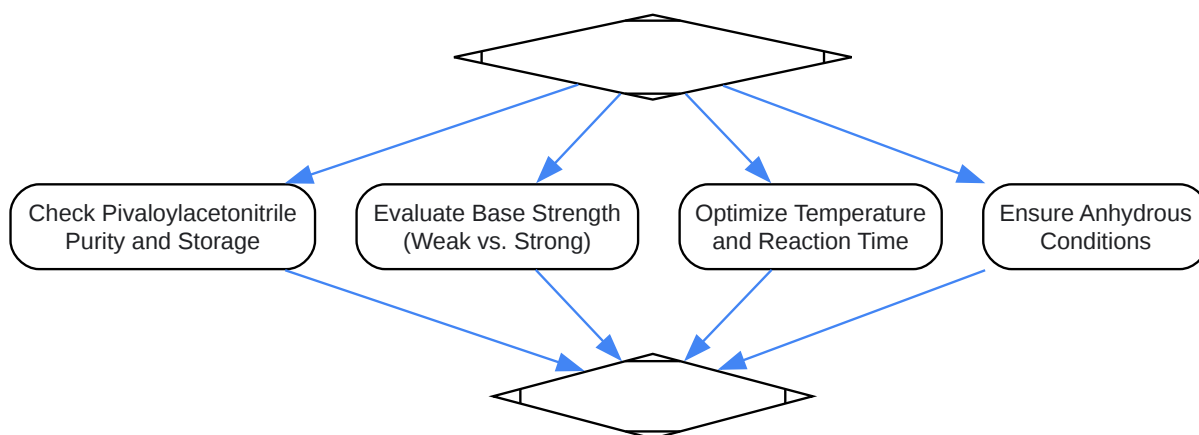 Check Pivaloylacetonitrile
Purity and Storage
Evaluate Base Strength
(Weak vs. Strong)
Optimize Temperature
and Reaction Time
Ensure Anhydrous
Conditions